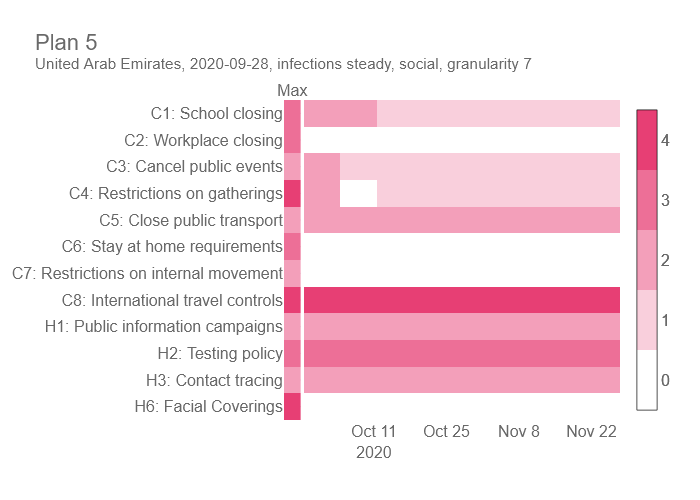 Plan 5
United Arab Emirates, 2020-09-28, infections steady, social, granularity 7
Max
C1: School closing
C2: Workplace closing
C3: Cancel public events
C4: Restrictions on gatherings
C5: Close public transport
C6: Stay at home requirements
C7: Restrictions on internal movement
C8: International travel controls
H1: Public information campaigns
H2: Testing policy
H3: Contact tracing
H6: Facial Coverings
4
3
2
1
0
Oct 11 Oct 25 Nov 8 Nov 22
2020